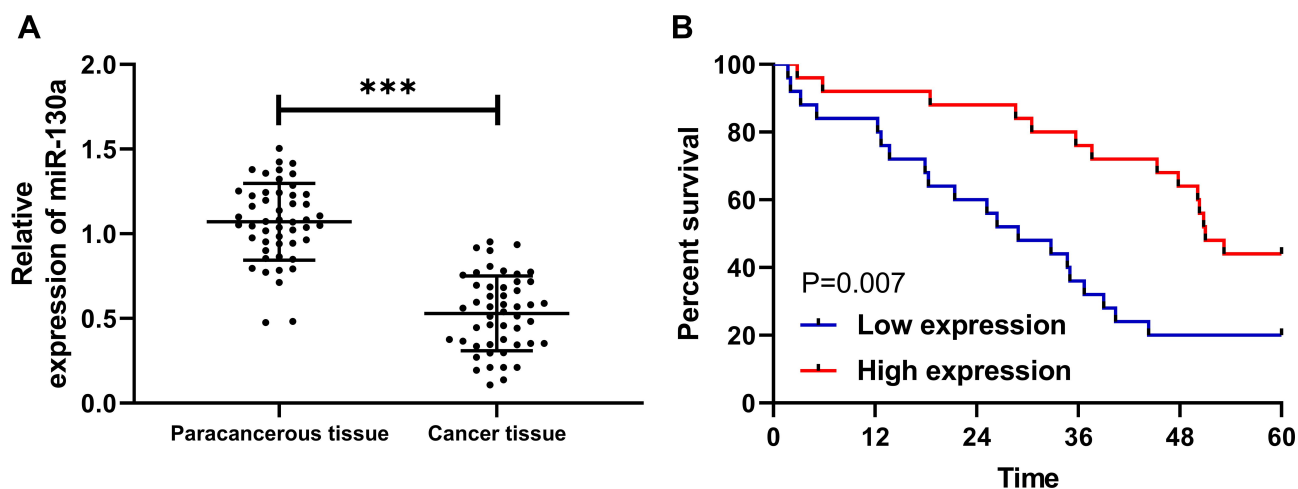 A
Relative
expression of miR-130a
2.0
1.5
1.0
0.5
0.0
***
Paracancerous tissue
Cancer tissue
B
Percent survival
100
80
60
40
20
0
P=0.007
Low expression
High expression
0
12
24
36
48
60
Time